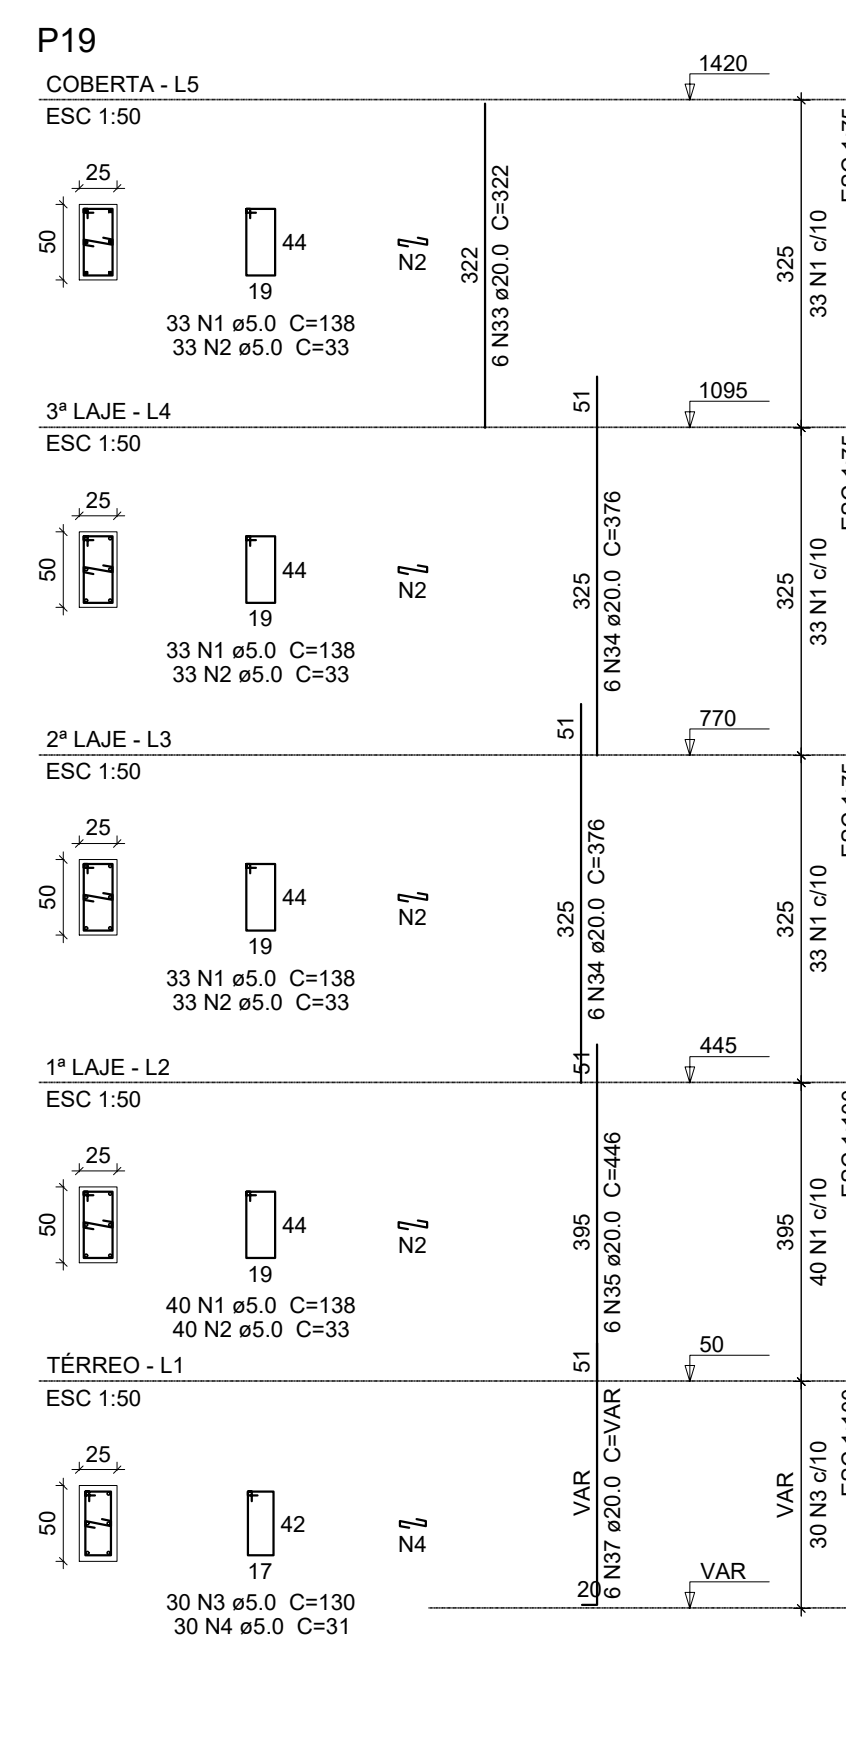 P19
COBERTA - L5
1420
ESC 1:50
25
50
44
19
N2
33 N1 ø5.0 C=138
33 N2 ø5.0 C=33
322
6 N33 ø20.0 C=322
325
33 N1 c/10
3ª LAJE - L4
51
1095
ESC 1:50
25
50
44
19
N2
33 N1 ø5.0 C=138
33 N2 ø5.0 C=33
325
6 N34 ø20.0 C=376
325
33 N1 c/10
2ª LAJE - L3
51
770
ESC 1:50
25
50
44
19
N2
33 N1 ø5.0 C=138
33 N2 ø5.0 C=33
325
6 N34 ø20.0 C=376
325
33 N1 c/10
1ª LAJE - L2
51
445
ESC 1:50
25
50
44
19
N2
40 N1 ø5.0 C=138
40 N2 ø5.0 C=33
395
6 N35 ø20.0 C=446
395
40 N1 c/10
TÉRREO - L1
51
50
ESC 1:50
25
50
42
17
N4
30 N3 ø5.0 C=130
30 N4 ø5.0 C=31
VAR
20
6 N37 ø20.0 C=VAR
VAR
VAR
30 N3 c/10